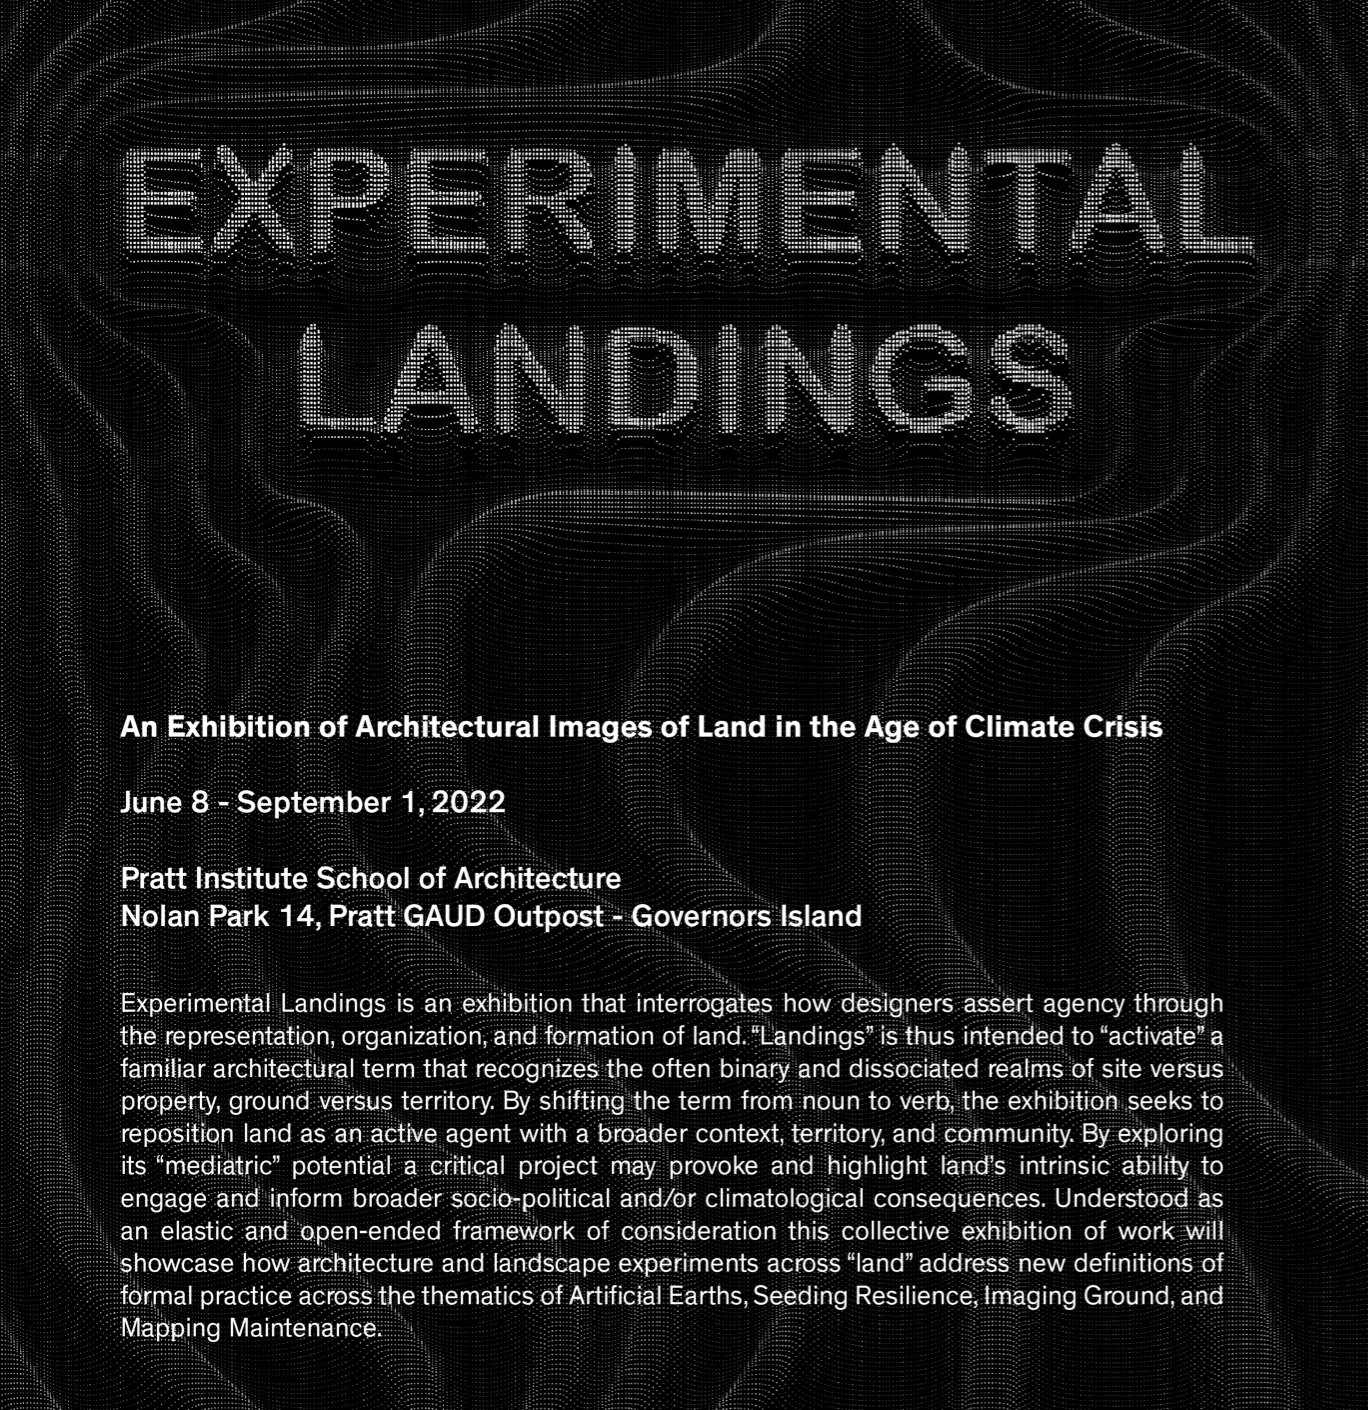 EXPERIMENTAL
LANDINGS
An Exhibition of Architectural Images of Land in the Age of Climate Crisis
June 8 - September 1, 2022
Pratt Institute School of Architecture
Nolan Park 14, Pratt GAUD Outpost - Governors Island
Experimental Landings is an exhibition that interrogates how designers assert agency through
the representation, organization, and formation of land. “Landings” is thus intended to “activate” a
familiar architectural term that recognizes the often binary and dissociated realms of site versus
property, ground versus territory. By shifting the term from noun to verb, the exhibition seeks to
reposition land as an active agent with a broader context, territory, and community. By exploring
its “mediatric” potential a critical project may provoke and highlight land’s intrinsic ability to
engage and inform broader socio-political and/or climatological consequences. Understood as
an elastic and open-ended framework of consideration this collective exhibition of work will
showcase how architecture and landscape experiments across “land” address new definitions of
formal practice across the thematics of Artificial Earths, Seeding Resilience, Imaging Ground, and
Mapping Maintenance.